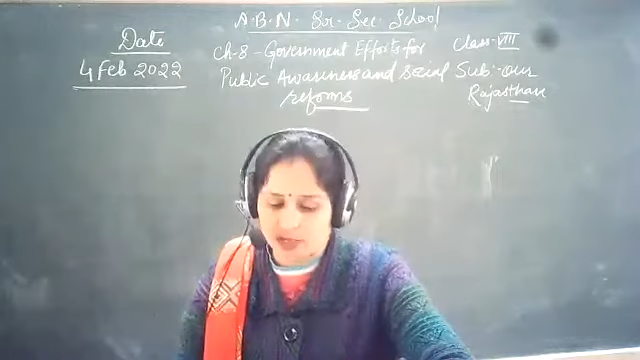 A.B.N. Sr. Sec. School
Date
4 Feb 2022
Ch-8 - Government Efforts for
Public Awareness and Social
reforms
Class-VIII
Sub:-our
Rajasthan